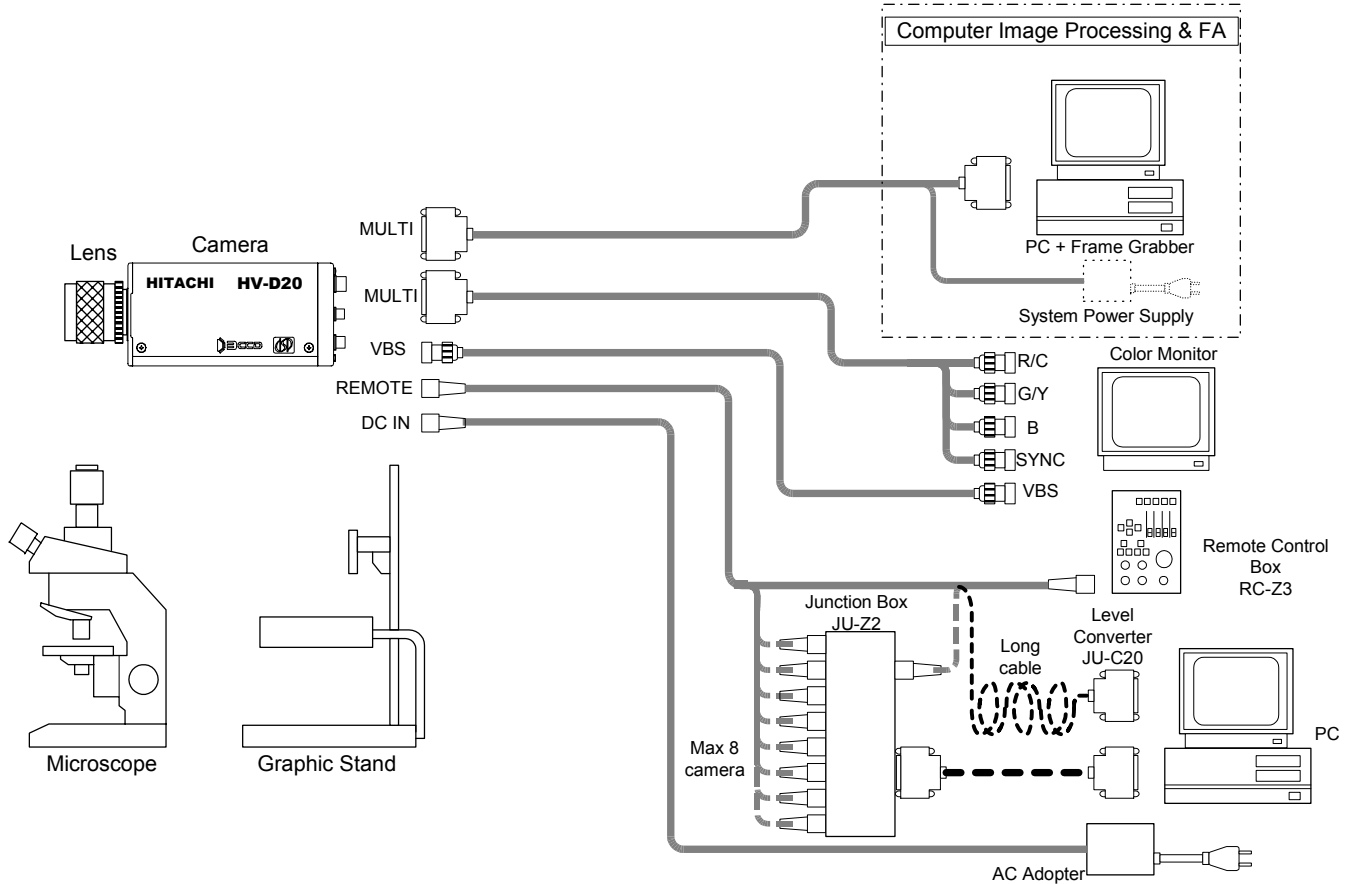 Computer Image Processing & FA
PC + Frame Grabber
System Power Supply
Lens
Camera
HITACHI HV-D20
MULTI
MULTI
VBS
REMOTE
DC IN
R/C
G/Y
B
SYNC
VBS
Color Monitor
Remote Control
Box
RC-Z3
Junction Box
JU-Z2
Long
cable
Level
Converter
JU-C20
PC
Max 8
camera
AC Adopter
Microscope
Graphic Stand